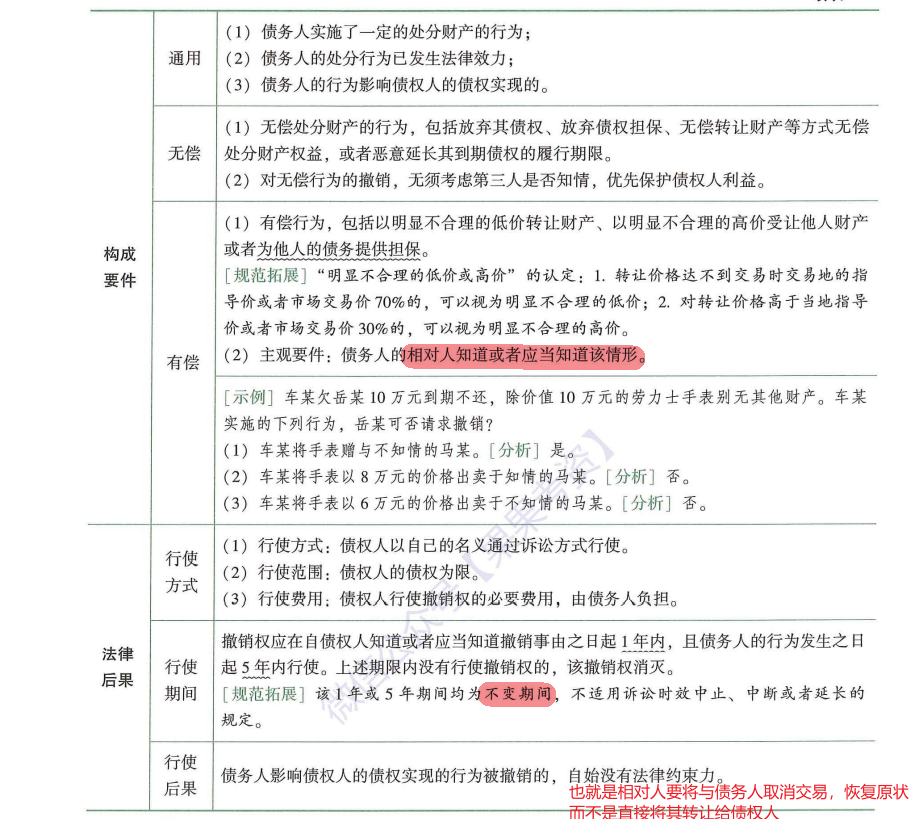 通用
(1) 债务人实施了一定的处分财产的行为；
(2) 债务人的处分行为已发生法律效力；
(3) 债务人的行为影响债权人的债权实现的。
构成
要件
无偿
(1) 无偿处分财产的行为，包括放弃其债权、放弃债权担保、无偿转让财产等方式无偿
处分财产权益，或者恶意延长其到期债权的履行期限。
(2) 对无偿行为的撤销，无须考虑第三人是否知情，优先保护债权人利益。
有偿
(1) 有偿行为，包括以明显不合理的低价转让财产、以明显不合理的高价受让他人财产
或者为他人的债务提供担保。
[规范拓展]“明显不合理的低价或高价”的认定：1. 转让价格达不到交易时交易地的指
导价或者市场交易价 70%的，可以视为明显不合理的低价；2. 对转让价格高于当地指导
价或者市场交易价 30%的，可以视为明显不合理的高价。
(2) 主观要件：债务人的相对人知道或者应当知道该情形。
[示例] 车某欠岳某 10 万元到期不还，除价值 10 万元的劳力士手表别无其他财产。车某
实施的下列行为，岳某可否请求撤销？
(1) 车某将手表赠与不知情的马某。[分析] 是。
(2) 车某将手表以 8 万元的价格出卖于知情的马某。[分析] 否。
(3) 车某将手表以 6 万元的价格出卖于不知情的马某。[分析] 否。
法律
后果
行使
方式
(1) 行使方式：债权人以自己的名义通过诉讼方式行使。
(2) 行使范围：债权人的债权为限。
(3) 行使费用：债权人行使撤销权的必要费用，由债务人负担。
行使
期间
撤销权应在自债权人知道或者应当知道撤销事由之日起 1 年内，且债务人的行为发生之日
起 5 年内行使。上述期限内没有行使撤销权的，该撤销权消灭。
[规范拓展] 该 1 年或 5 年期间均为不变期间，不适用诉讼时效中止、中断或者延长的
规定。
行使
后果
债务人影响债权人的债权实现的行为被撤销的，自始没有法律约束力。
也就是相对人要将与债务人取消交易，恢复原状
而不是直接将其转让给债权人
微信公众号【果果考资】